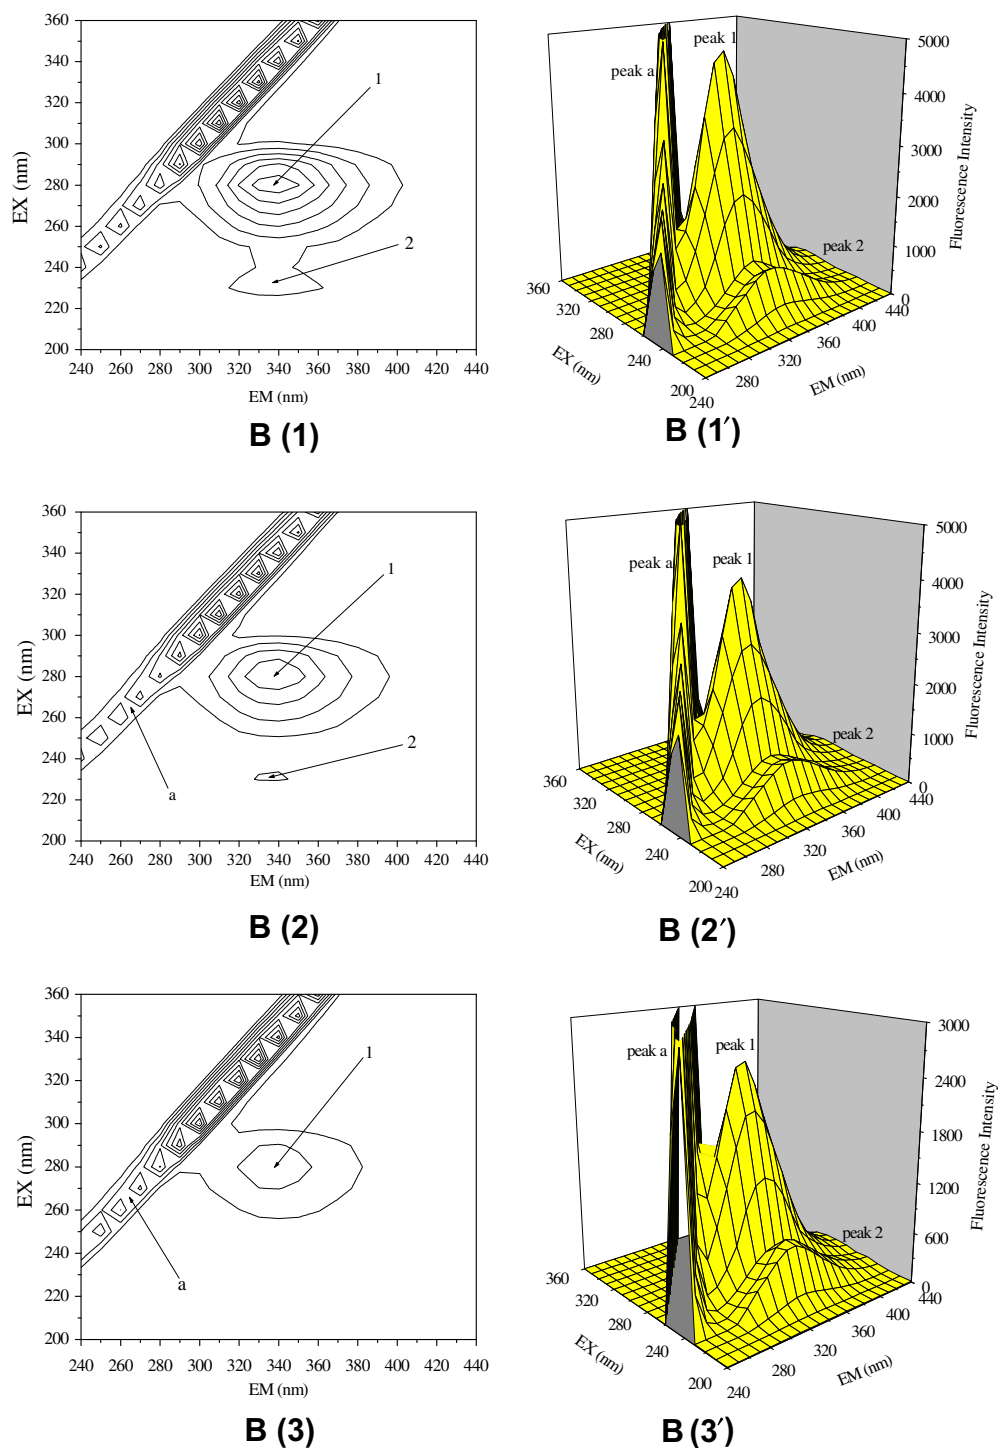 360
340
320
300
280
260
240
220
200
EX (nm)
1
2
240 260 280 300 320 340 360 380 400 420 440
EM (nm)
B (1)
peak a
peak 1
peak 2
5000
4000
3000
2000
1000
0
Fluorescence Intensity
360
320
280
240
200
EX (nm)
240
280
320
360
400
440
EM (nm)
B (1′)
360
340
320
300
280
260
240
220
200
EX (nm)
1
2
a
240 260 280 300 320 340 360 380 400 420 440
EM (nm)
B (2)
peak a
peak 1
peak 2
5000
4000
3000
2000
1000
0
Fluorescence Intensity
360
320
280
240
200
EX (nm)
240
280
320
360
400
440
EM (nm)
B (2′)
360
340
320
300
280
260
240
220
200
EX (nm)
1
a
240 260 280 300 320 340 360 380 400 420 440
EM (nm)
B (3)
peak a
peak 1
peak 2
3000
2400
1800
1200
600
0
Fluorescence Intensity
360
320
280
240
200
EX (nm)
240
280
320
360
400
440
EM (nm)
B (3′)